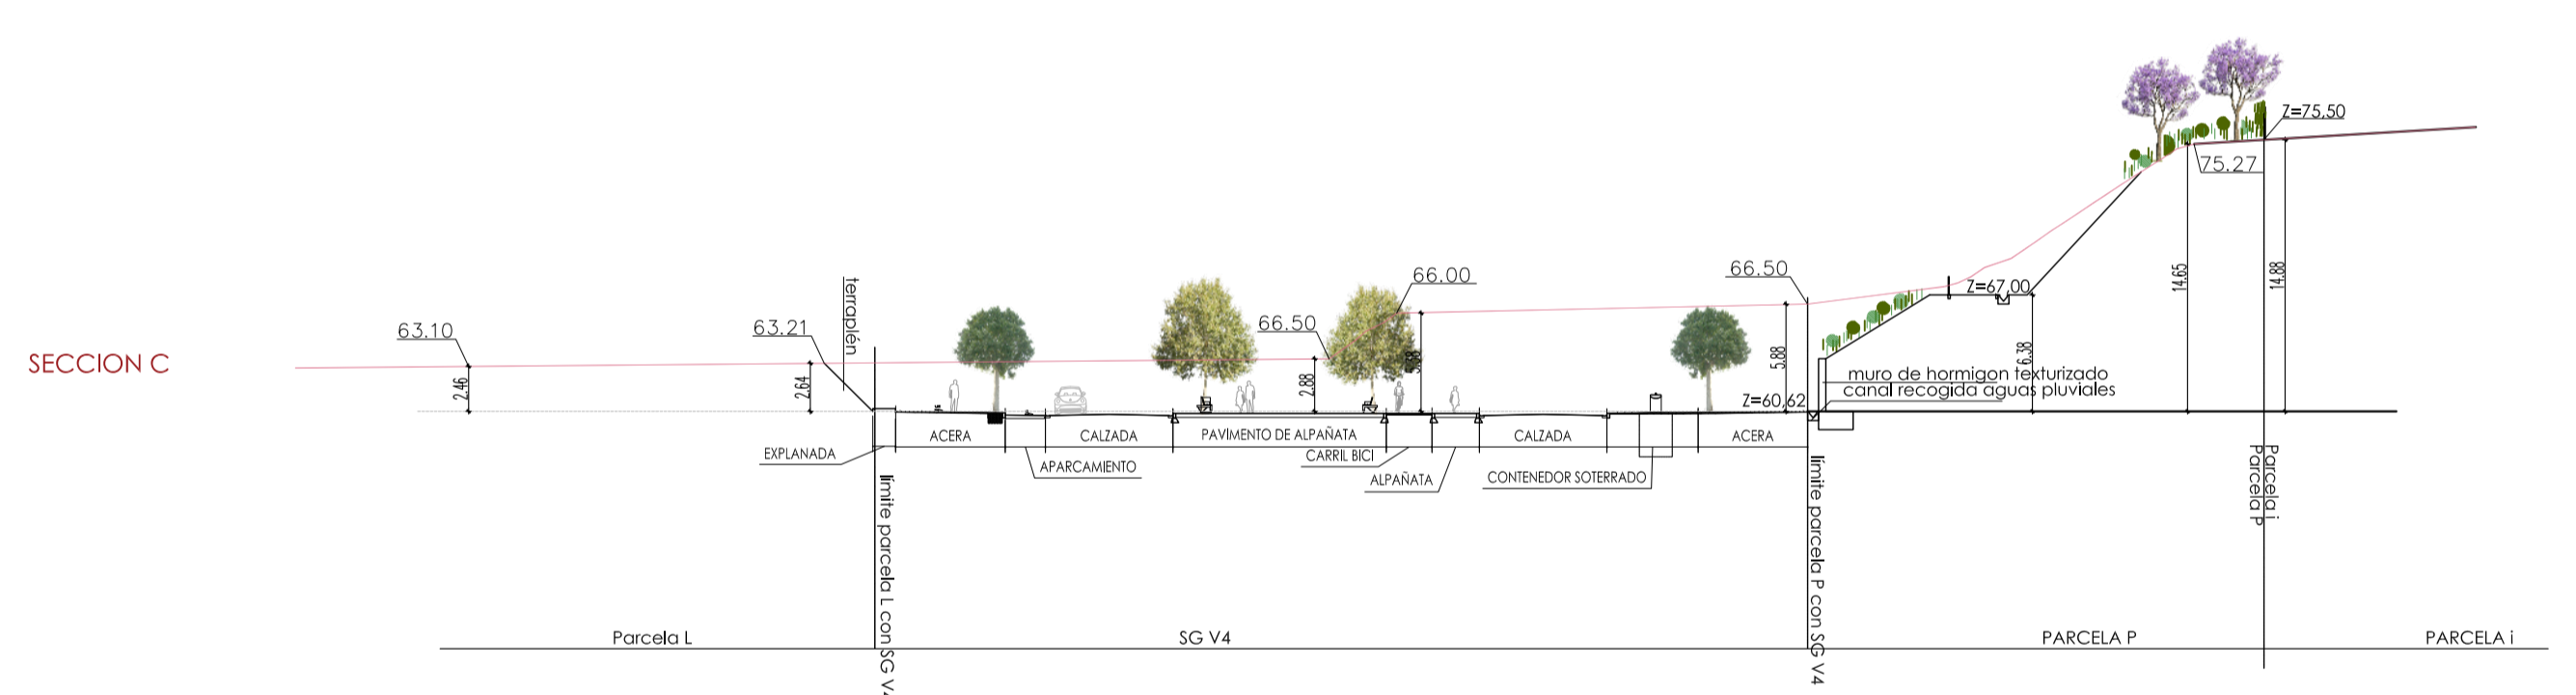 Z=75,50
75.27
66.00
66.50
14.65
14.88
63.10
63.21
terraplén
66.50
Z=67,00
SECCION C
2.46
2.64
2.88
5.88
6.38
muro de hormigon texturizado
canal recogida aguas pluviales
Z=60,62
ACERA
CALZADA
PAVIMENTO DE ALPAÑATA
CALZADA
ACERA
EXPLANADA
APARCAMIENTO
CARRIL BICI
ALPAÑATA
CONTENEDOR SOTERRADO
límite parcela L con SG V4
límite parcela P con SG V4
Parcela i
Parcela P
Parcela L
SG V4
PARCELA P
PARCELA i